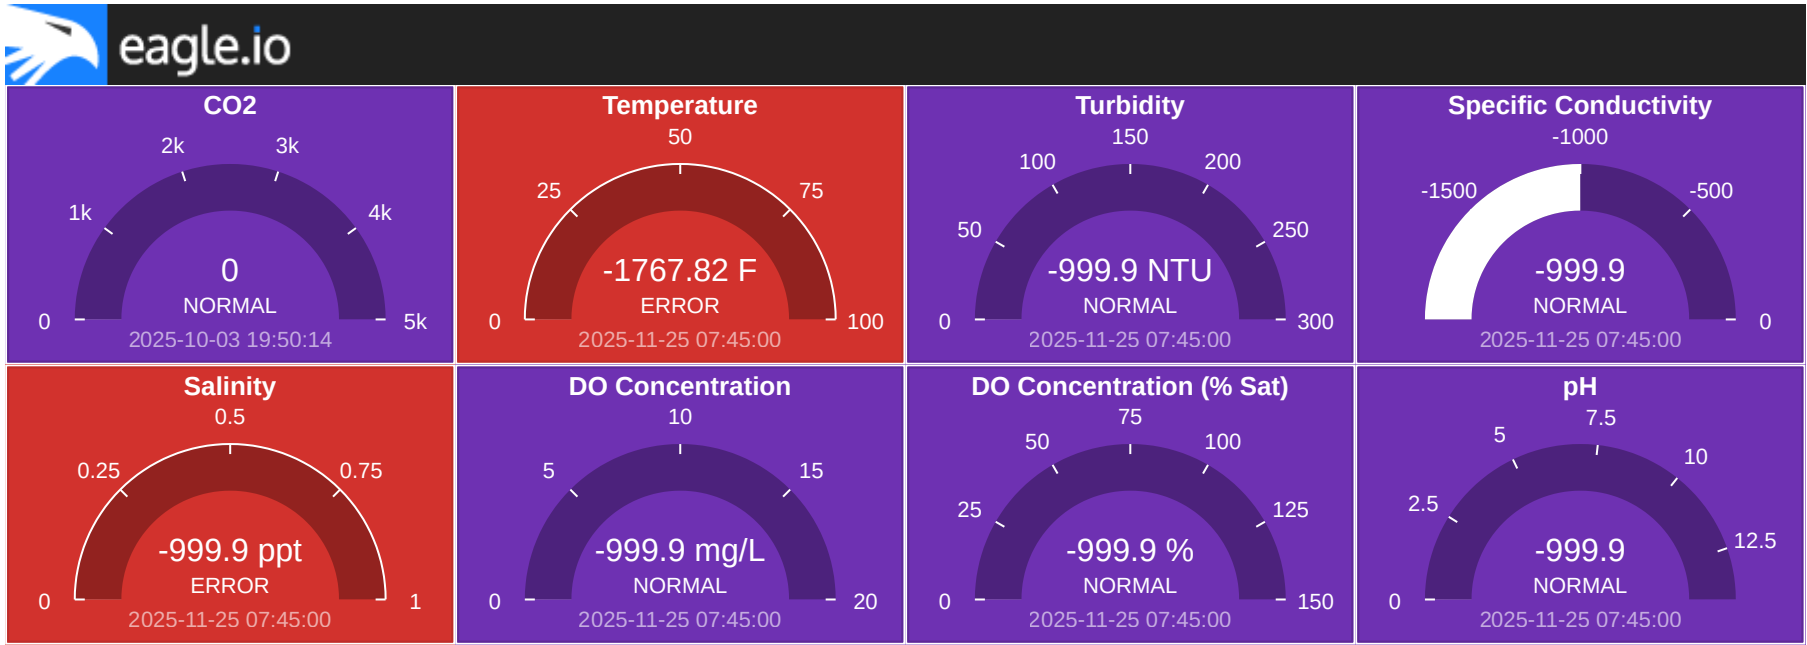 eagle.io
CO2
2k
3k
1k
4k
0
NORMAL
0
5k
2025-10-03 19:50:14
Temperature
50
25
75
-1767.82 F
ERROR
0
100
2025-11-25 07:45:00
Turbidity
150
100
200
50
250
-999.9 NTU
NORMAL
0
300
2025-11-25 07:45:00
Specific Conductivity
-1000
-1500
-500
-999.9
NORMAL
0
2025-11-25 07:45:00
Salinity
0.5
0.25
0.75
-999.9 ppt
ERROR
0
1
2025-11-25 07:45:00
DO Concentration
10
5
15
-999.9 mg/L
NORMAL
0
20
2025-11-25 07:45:00
DO Concentration (% Sat)
75
50
100
25
125
-999.9 %
NORMAL
0
150
2025-11-25 07:45:00
pH
7.5
5
10
2.5
12.5
-999.9
NORMAL
0
2025-11-25 07:45:00